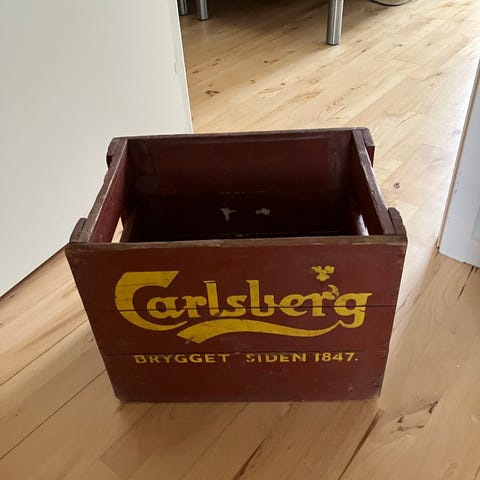 Carlsberg
BRYGGET SIDEN 1847.